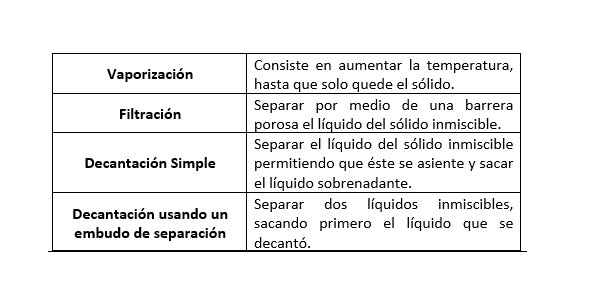 Vaporización
Consiste en aumentar la temperatura,
hasta que solo quede el sólido.
Filtración
Separar por medio de una barrera
porosa el líquido del sólido inmiscible.
Decantación Simple
Separar el líquido del sólido inmiscible
permitiendo que éste se asiente y sacar
el líquido sobrenadante.
Decantación usando un
embudo de separación
Separar dos líquidos inmiscibles,
sacando primero el líquido que se
decantó.